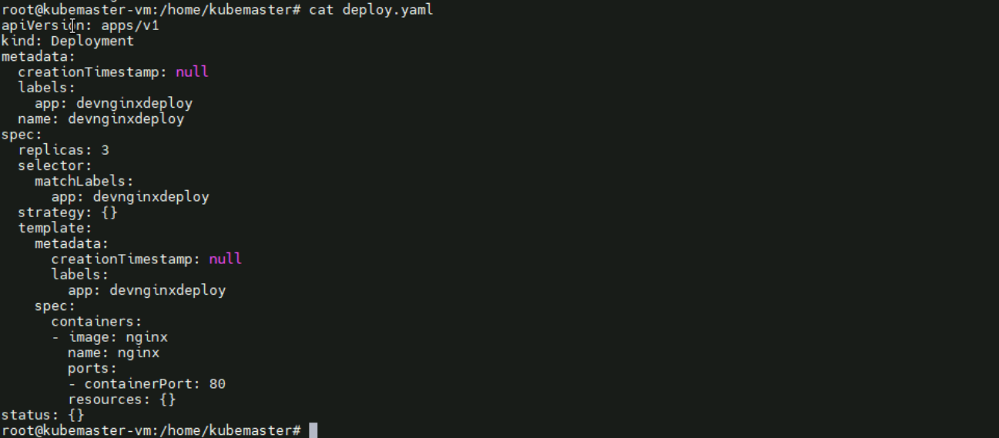 root@kubemaster-vm:/home/kubemaster# cat deploy.yaml
apiVersion: apps/v1
kind: Deployment
metadata:
  creationTimestamp: null
  labels:
    app: devnginxdeploy
  name: devnginxdeploy
spec:
  replicas: 3
  selector:
    matchLabels:
      app: devnginxdeploy
  strategy: {}
  template:
    metadata:
      creationTimestamp: null
      labels:
        app: devnginxdeploy
    spec:
      containers:
      - image: nginx
        name: nginx
        ports:
        - containerPort: 80
        resources: {}
status: {}
root@kubemaster-vm:/home/kubemaster#